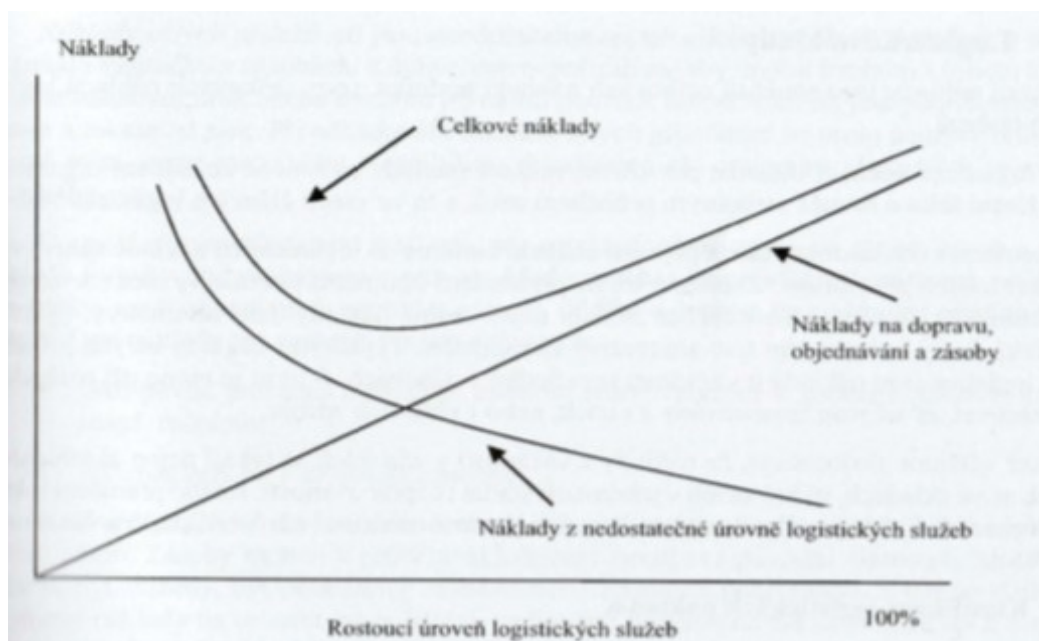 Náklady
Celkové náklady
Náklady na dopravu,
objednávání a zásoby
Náklady z nedostatečné úrovně logistických služeb
100%
Rostoucí úroveň logistických služeb